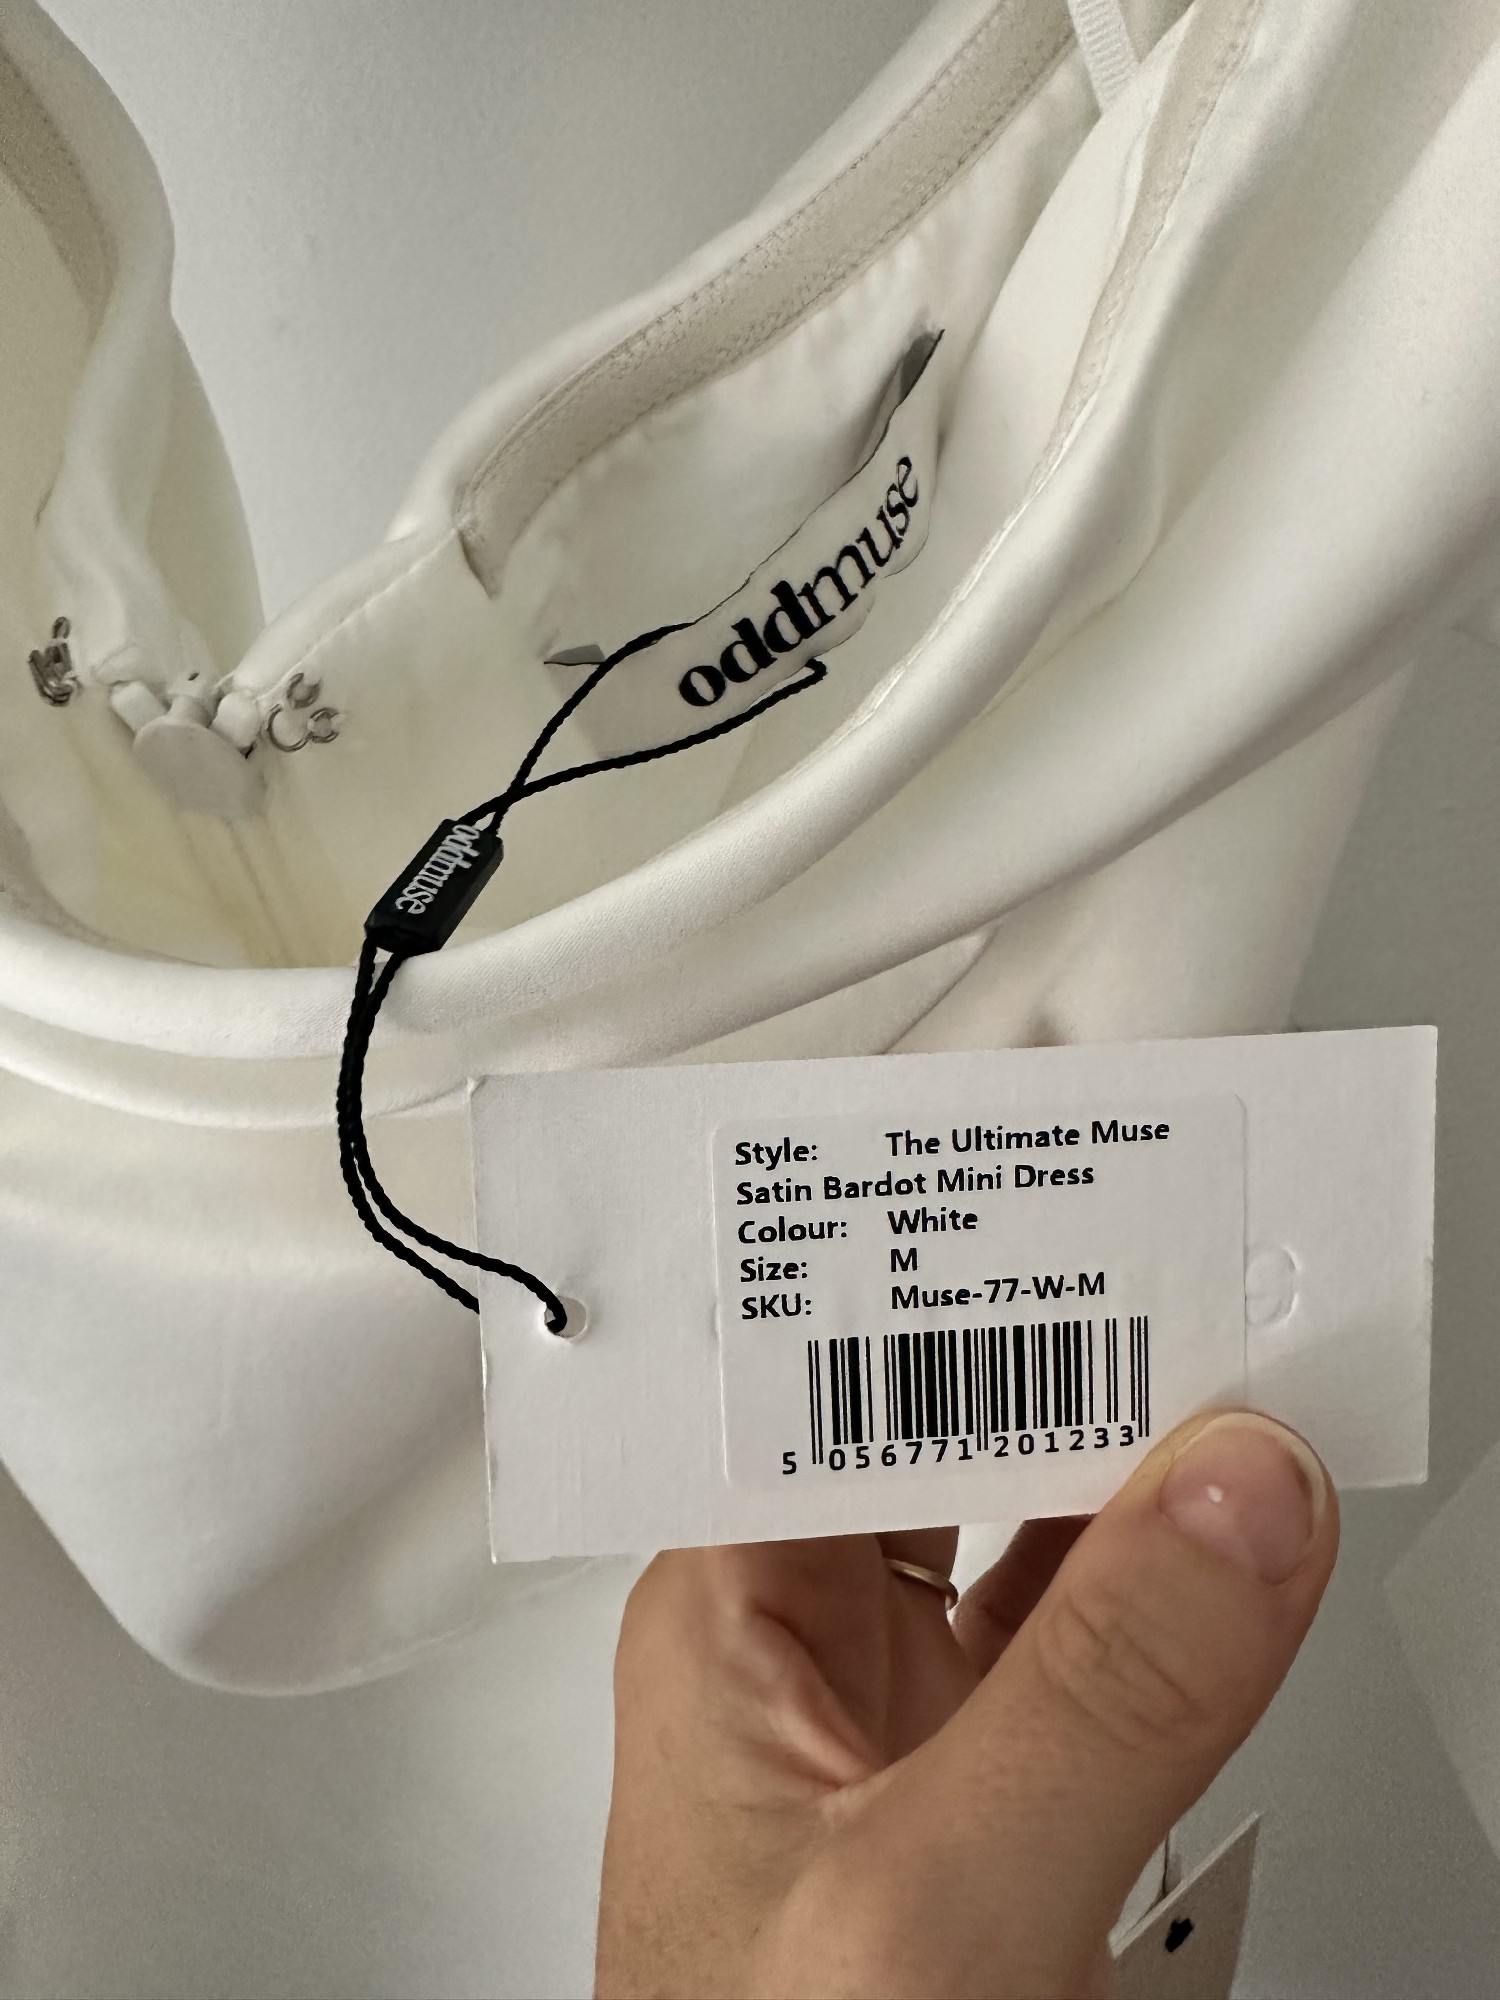 oddmuse
oddmuse
Style: The Ultimate Muse
Satin Bardot Mini Dress
Colour: White
Size: M
SKU: Muse-77-W-M
5 056771 201233